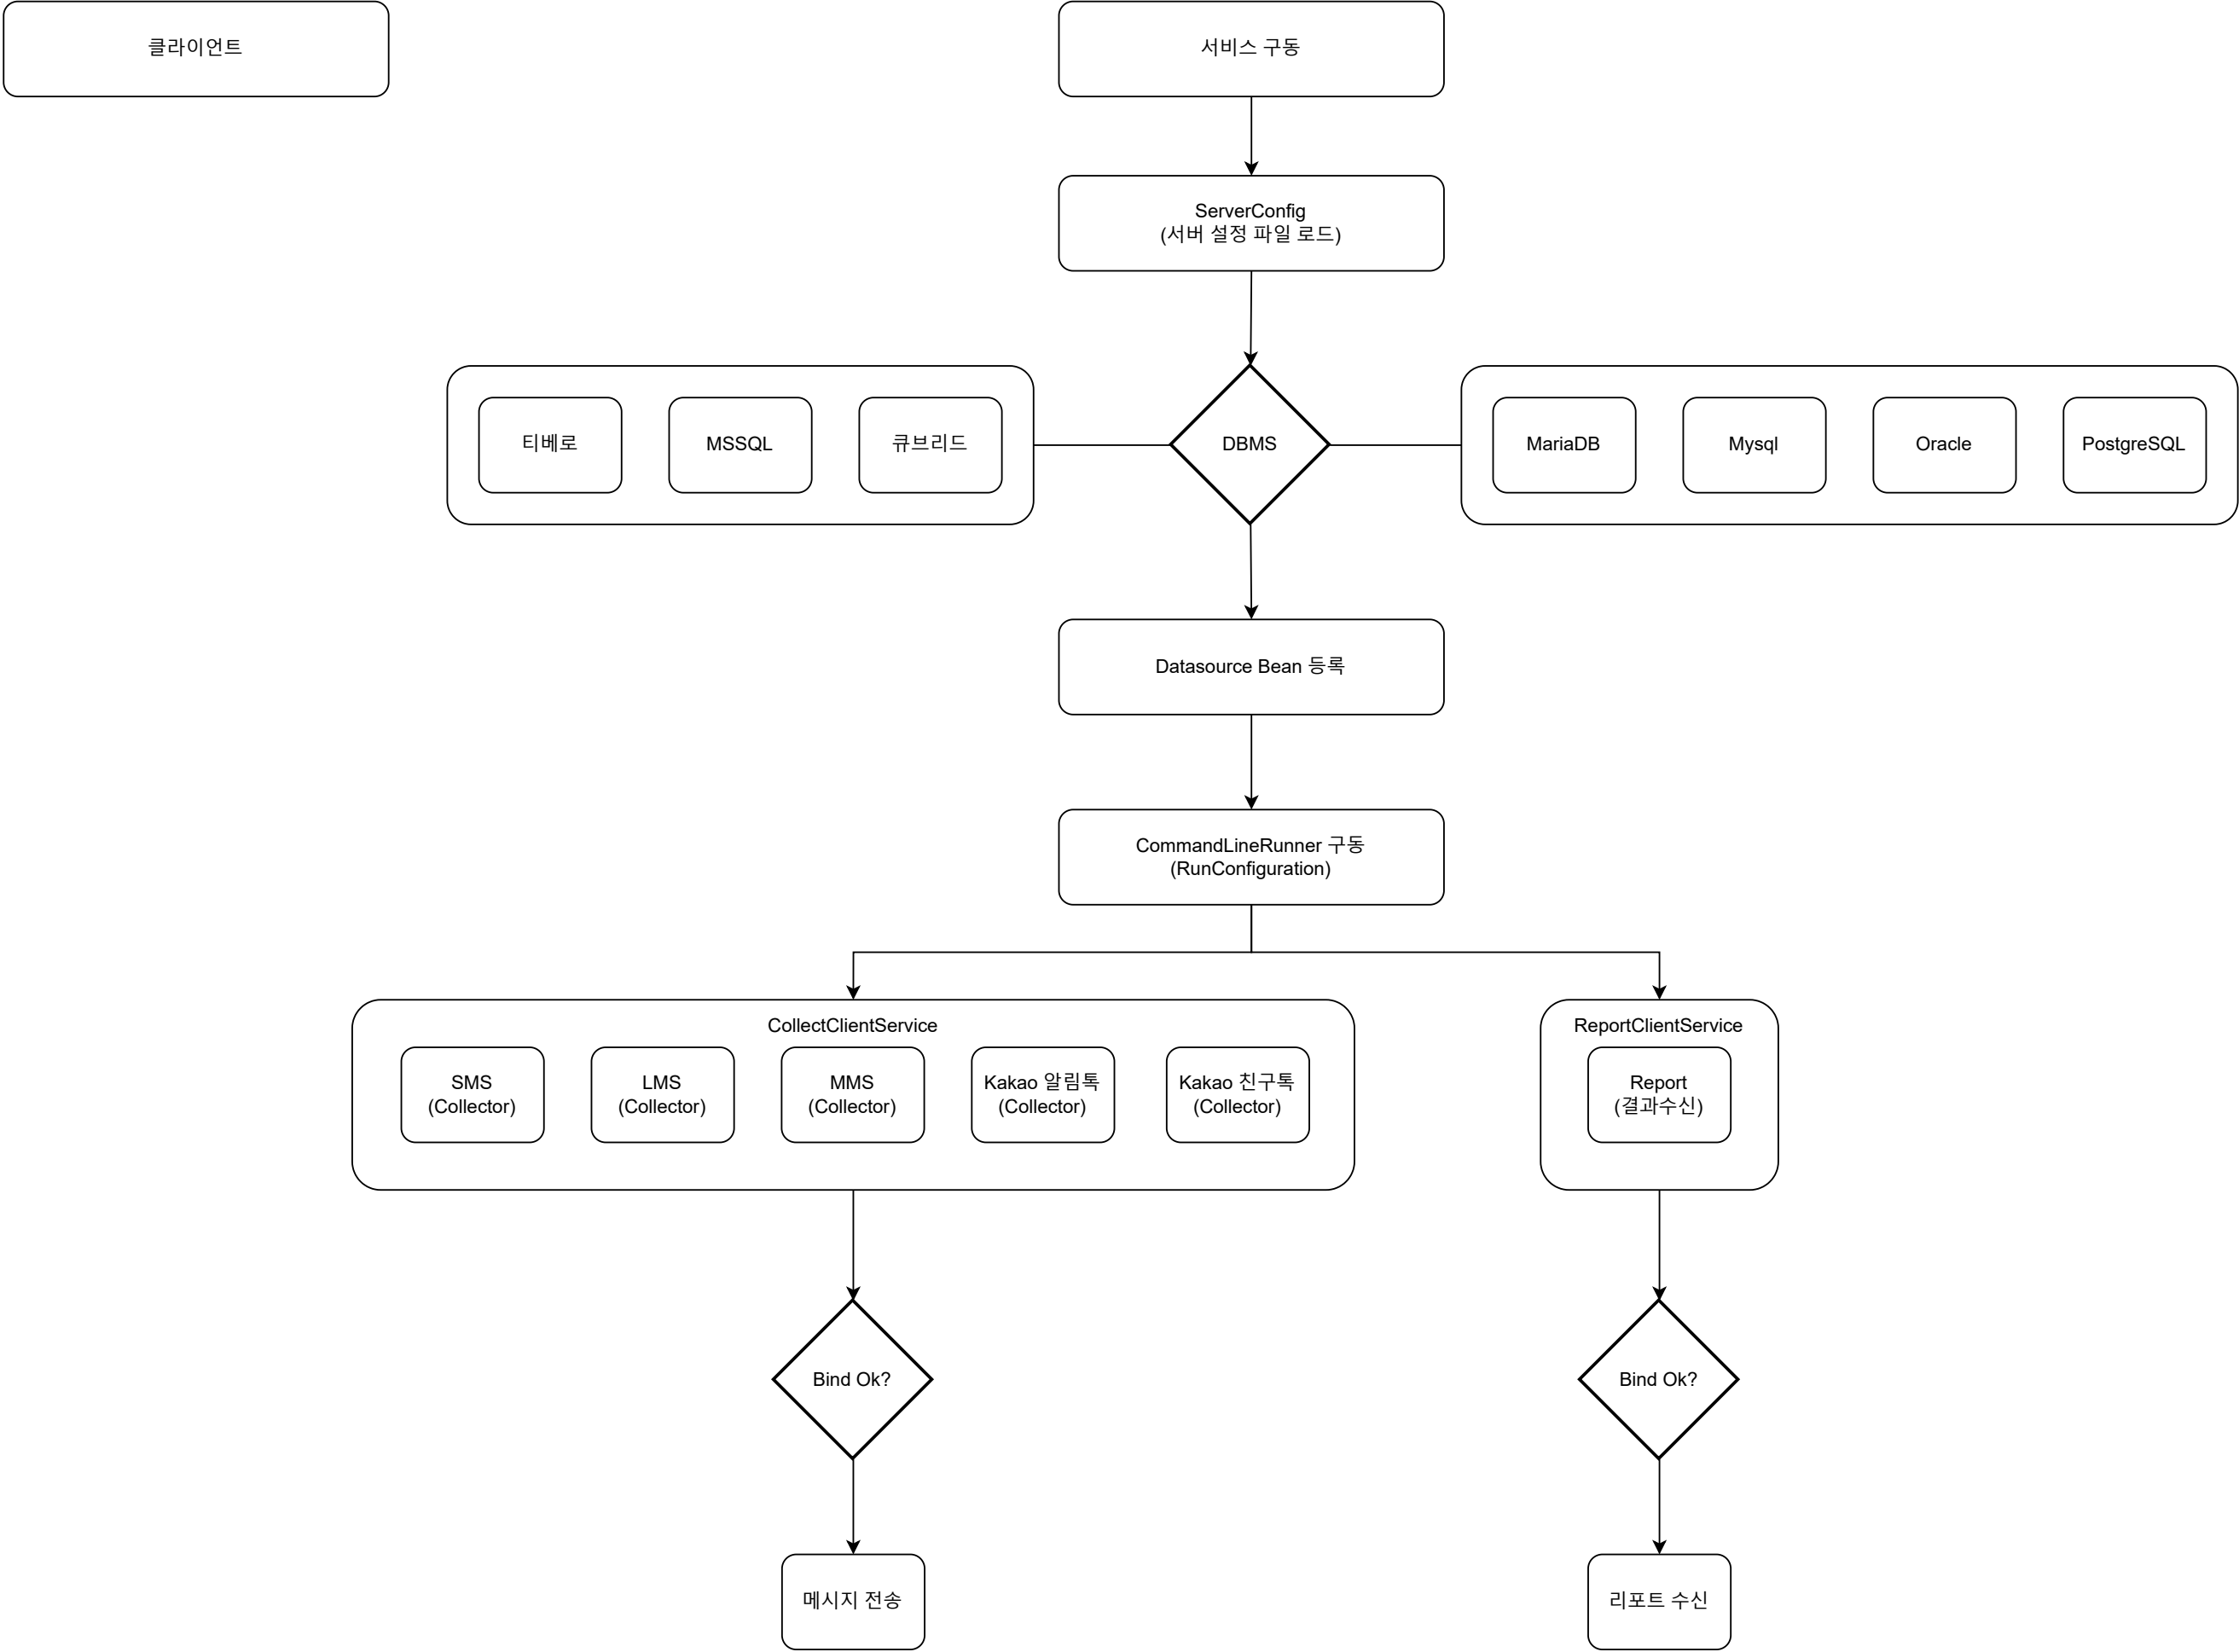 클라이언트
서비스 구동
ServerConfig
(서버 설정 파일 로드)
티베로
MSSQL
큐브리드
DBMS
MariaDB
Mysql
Oracle
PostgreSQL
Datasource Bean 등록
CommandLineRunner 구동
(RunConfiguration)
CollectClientService
SMS
(Collector)
LMS
(Collector)
MMS
(Collector)
Kakao 알림톡
(Collector)
Kakao 친구톡
(Collector)
ReportClientService
Report
(결과수신)
Bind Ok?
Bind Ok?
메시지 전송
리포트 수신